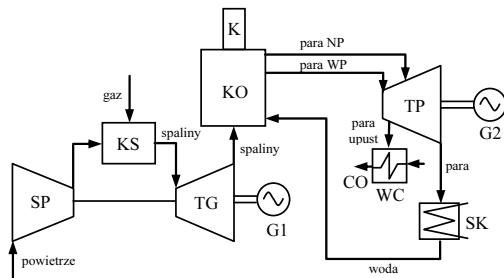 K
para NP
para WP
KO
TP
gaz
G2
KS
spaliny
para
upust
spaliny
para
CO
WC
SP
TG
G1
SK
powietrze
woda